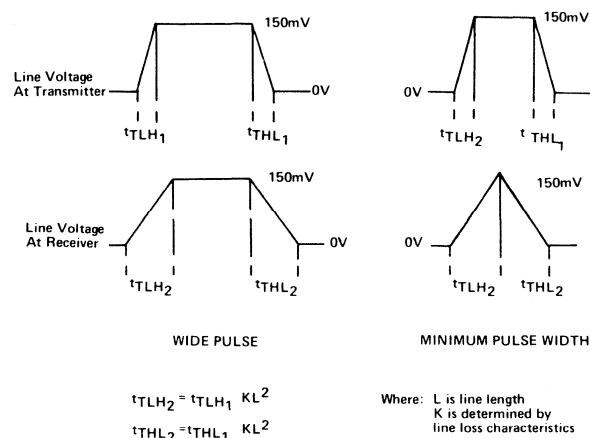 150mV
Line Voltage
At Transmitter
0V
tTLH1
tTHL1
150mV
0V
tTLH2
tTHL1
Line Voltage
At Receiver
150mV
0V
tTLH2
tTHL2
150mV
0V
tTLH2
tTHL2
WIDE PULSE
MINIMUM PULSE WIDTH
tTLH2 = tTLH1 KL2
tTHL2 = tTHL1 KL2
Where: L is line length
K is determined by
line loss characteristics